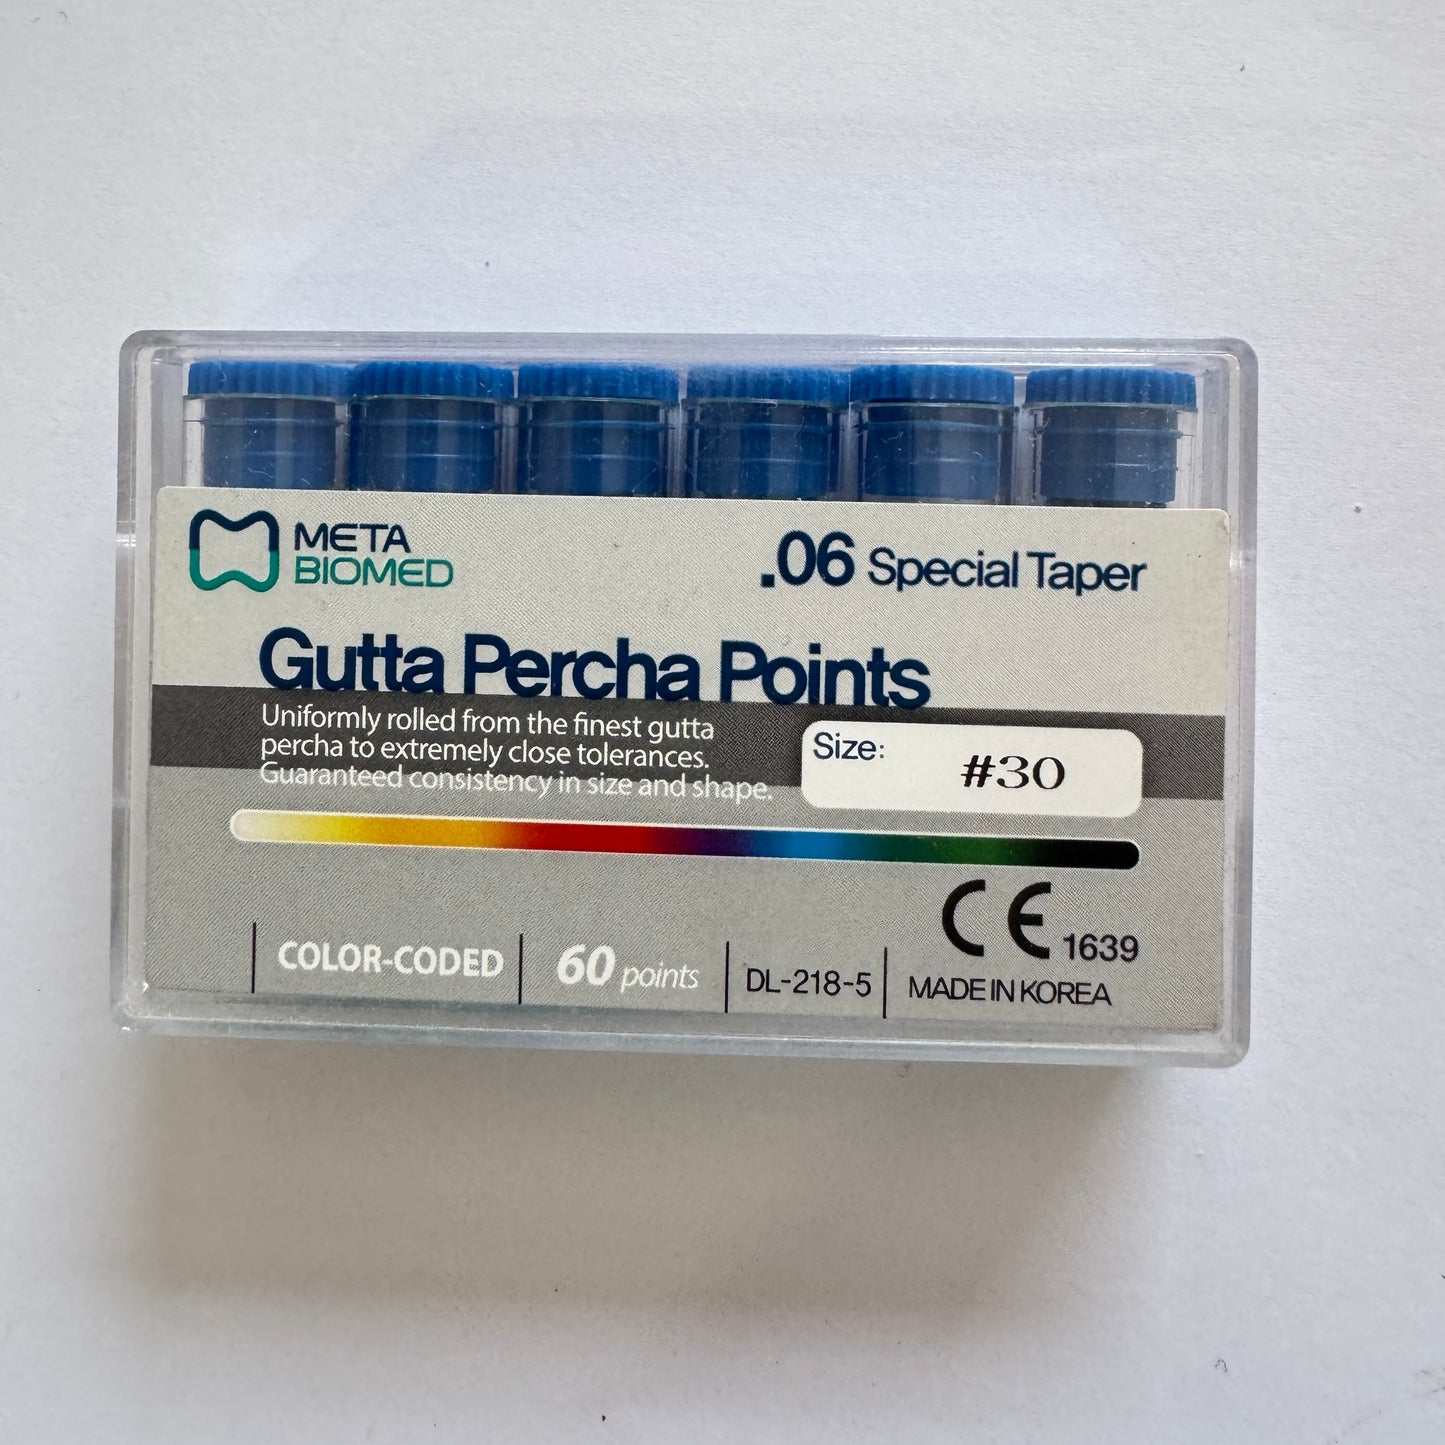 META
BIOMED
.06 Special Taper
Gutta Percha Points
Uniformly rolled from the finest gutta
percha to extremely close tolerances.
Guaranteed consistency in size and shape.
Size: #30
CE 1639
COLOR-CODED
60 points
DL-218-5
MADE IN KOREA